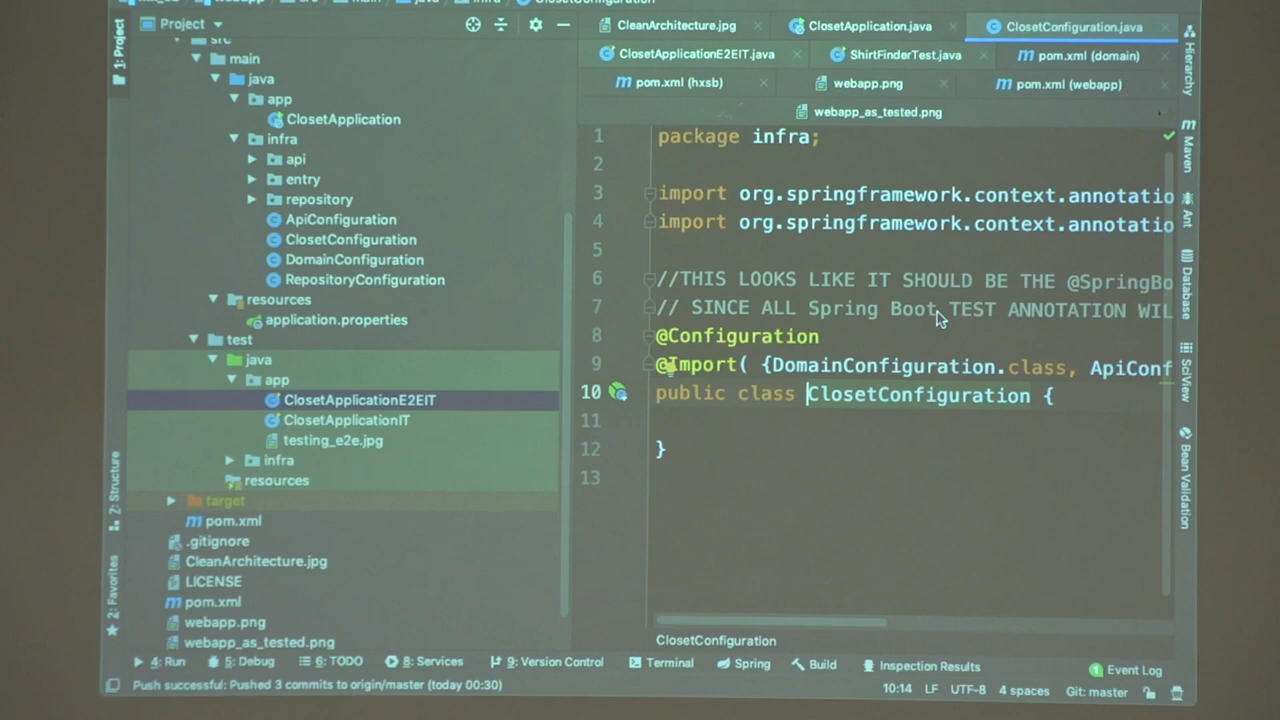 Project
CleanArchitecture.jpg
ClosetApplication.java
ClosetConfiguration.java
ClosetApplicationE2EIT.java
ShirtFinderTest.java
pom.xml (domain)
pom.xml (hxsb)
webapp.png
pom.xml (webapp)
webapp_as_tested.png
1: Project
src
main
java
app
ClosetApplication
infra
api
entry
repository
ApiConfiguration
ClosetConfiguration
DomainConfiguration
RepositoryConfiguration
resources
application.properties
test
java
app
ClosetApplicationE2EIT
ClosetApplicationIT
testing_e2e.jpg
infra
resources
target
pom.xml
.gitignore
CleanArchitecture.jpg
LICENSE
pom.xml
webapp.png
webapp_as_tested.png
7: Structure
2: Favorites
1 package infra;
2
3 import org.springframework.context.annotatio
4 import org.springframework.context.annotatio
5
6 //THIS LOOKS LIKE IT SHOULD BE THE @SpringBo
7 // SINCE ALL Spring Boot TEST ANNOTATION WIL
8 @Configuration
9 @Import( {DomainConfiguration.class, ApiConf
10 public class ClosetConfiguration {
11
12 }
13
ClosetConfiguration
Hierarchy
Maven
Ant
Database
SciView
Bean Validation
4: Run
5: Debug
6: TODO
8: Services
9: Version Control
Terminal
Spring
Build
Inspection Results
1 Event Log
Push successful: Pushed 3 commits to origin/master (today 00:30)
10:14 LF UTF-8 4 spaces Git: master